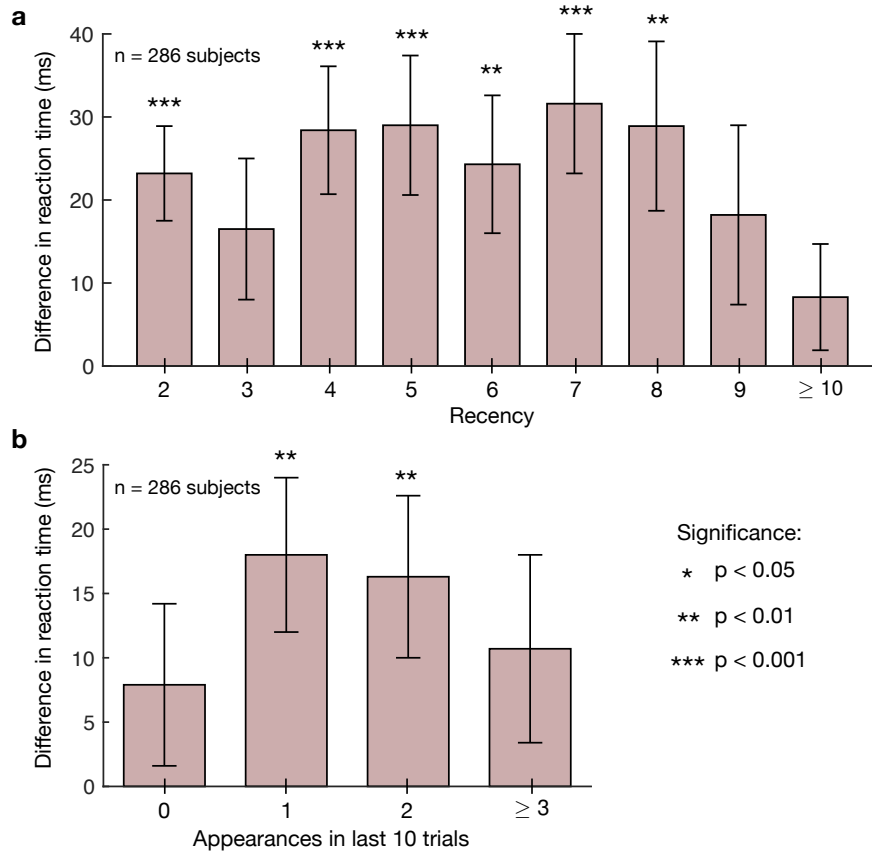 a
Difference in reaction time (ms)
n = 286 subjects
40
30
20
10
0
***
***
***
**
***
**
2 3 4 5 6 7 8 9 ≥ 10
Recency
b
Difference in reaction time (ms)
n = 286 subjects
25
20
15
10
5
0
**
**
0 1 2 ≥ 3
Appearances in last 10 trials
Significance:
* p < 0.05
** p < 0.01
*** p < 0.001